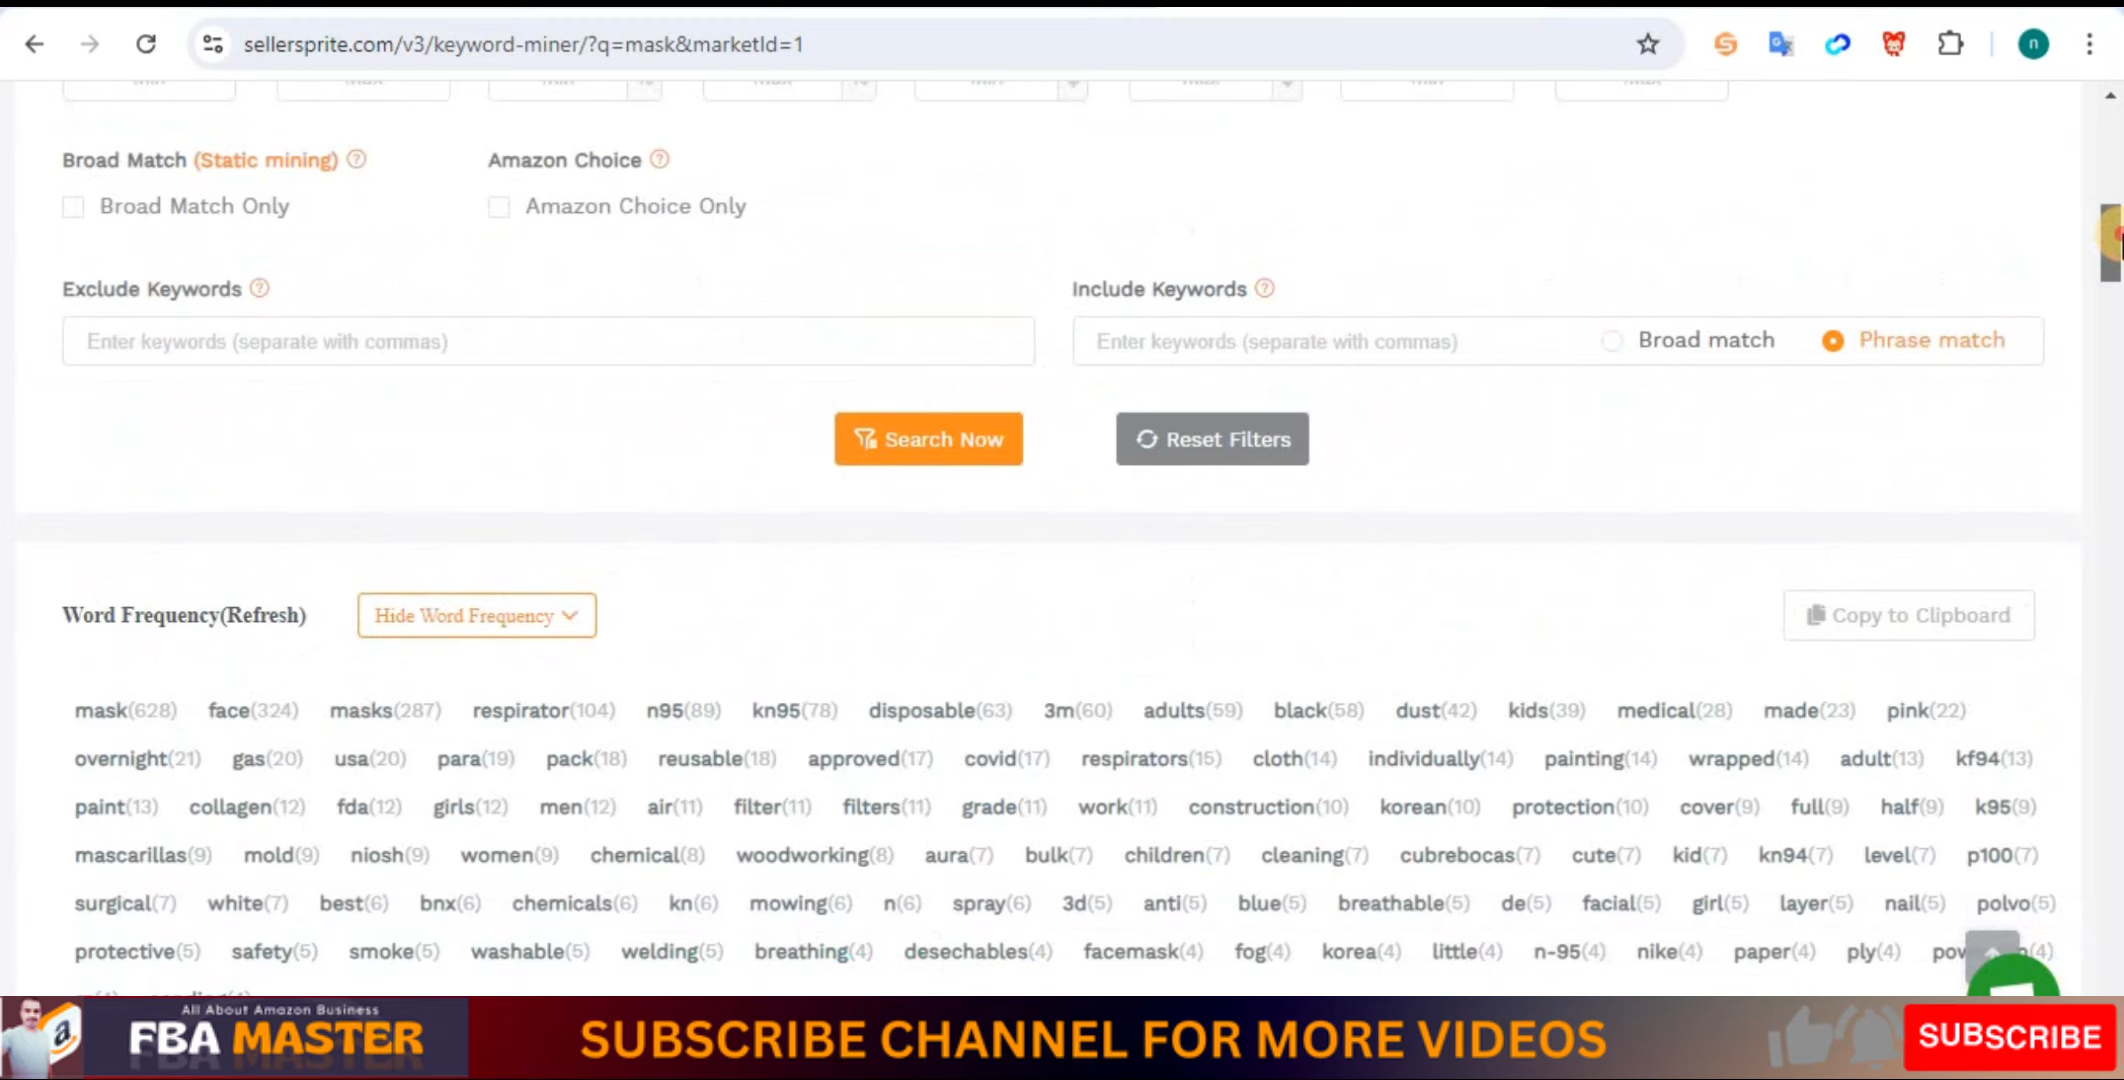 sellersprite.com/v3/keyword-miner/?q=mask&marketId=1
n
Broad Match (Static mining) ? Amazon Choice ?
Broad Match Only Amazon Choice Only
Exclude Keywords ? Include Keywords ?
Enter keywords (separate with commas) Enter keywords (separate with commas) Broad match Phrase match
Search Now Reset Filters
Word Frequency(Refresh) Hide Word Frequency Copy to Clipboard
mask(628) face(324) masks(287) respirator(104) n95(89) kn95(78) disposable(63) 3m(60) adults(59) black(58) dust(42) kids(39) medical(28) made(23) pink(22)
overnight(21) gas(20) usa(20) para(19) pack(18) reusable(18) approved(17) covid(17) respirators(15) cloth(14) individually(14) painting(14) wrapped(14) adult(13) kf94(13)
paint(13) collagen(12) fda(12) girls(12) men(12) air(11) filter(11) filters(11) grade(11) work(11) construction(10) korean(10) protection(10) cover(9) full(9) half(9) k95(9)
mascarillas(9) mold(9) niosh(9) women(9) chemical(8) woodworking(8) aura(7) bulk(7) children(7) cleaning(7) cubrebocas(7) cute(7) kid(7) kn94(7) level(7) p100(7)
surgical(7) white(7) best(6) bnx(6) chemicals(6) kn(6) mowing(6) n(6) spray(6) 3d(5) anti(5) blue(5) breathable(5) de(5) facial(5) girl(5) layer(5) nail(5) polvo(5)
protective(5) safety(5) smoke(5) washable(5) welding(5) breathing(4) desechables(4) facemask(4) fog(4) korea(4) little(4) n-95(4) nike(4) paper(4) ply(4)
All About Amazon Business
FBA MASTER
SUBSCRIBE CHANNEL FOR MORE VIDEOS
SUBSCRIBE